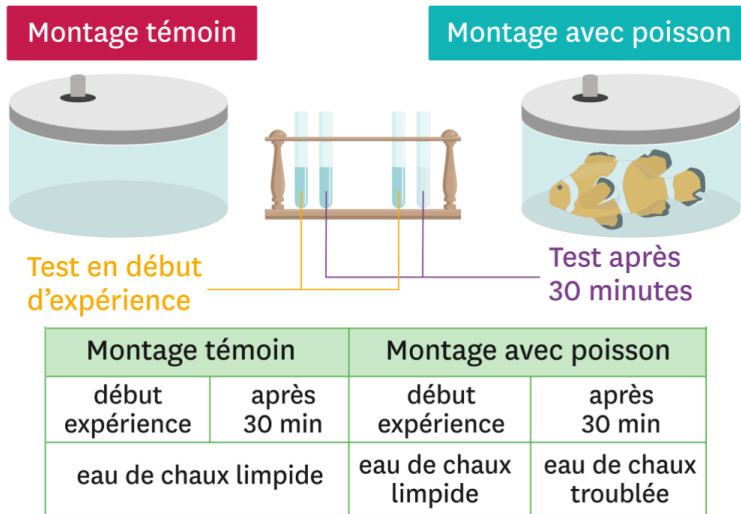 Montage témoin
Montage avec poisson
Test en début
d'expérience
Test après
30 minutes
Montage témoin
Montage avec poisson
début
expérience
après
30 min
début
expérience
après
30 min
eau de chaux limpide
eau de chaux
limpide
eau de chaux
troublée